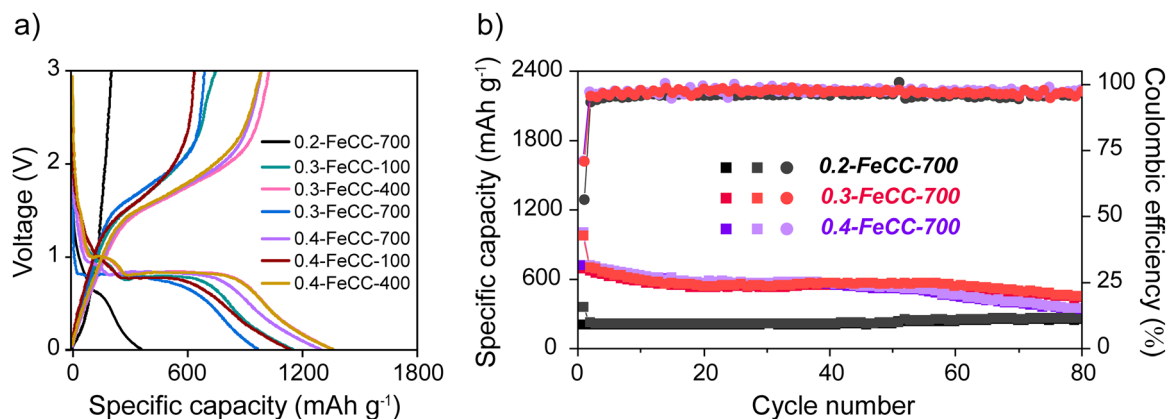 a)
3
2
1
0
Voltage (V)
0.2-FeCC-700
0.3-FeCC-100
0.3-FeCC-400
0.3-FeCC-700
0.4-FeCC-700
0.4-FeCC-100
0.4-FeCC-400
0 600 1200 1800
Specific capacity (mAh g⁻¹)
b)
2400
1800
1200
600
0
Specific capacity (mAh g⁻¹)
0.2-FeCC-700
0.3-FeCC-700
0.4-FeCC-700
100
75
50
25
0
Coulombic efficiency (%)
0 20 40 60 80
Cycle number